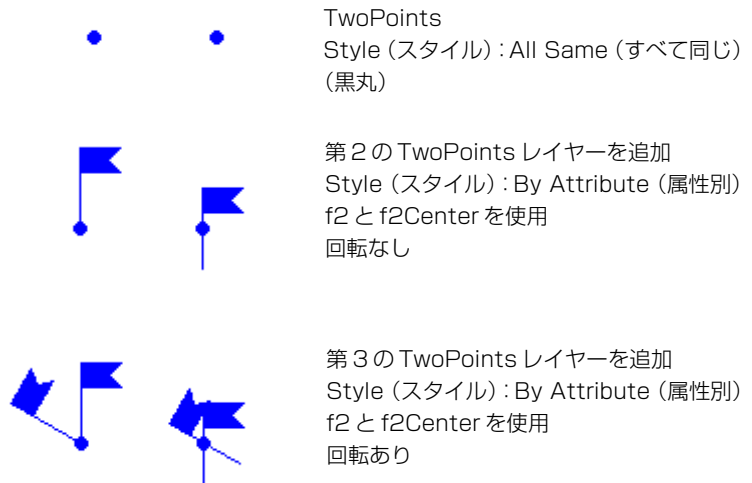 TwoPoints
Style（スタイル）：All Same（すべて同じ）
（黒丸）
第２のTwoPointsレイヤーを追加
Style（スタイル）：By Attribute（属性別）
f2とf2Centerを使用
回転なし
第３のTwoPointsレイヤーを追加
Style（スタイル）：By Attribute（属性別）
f2とf2Centerを使用
回転あり